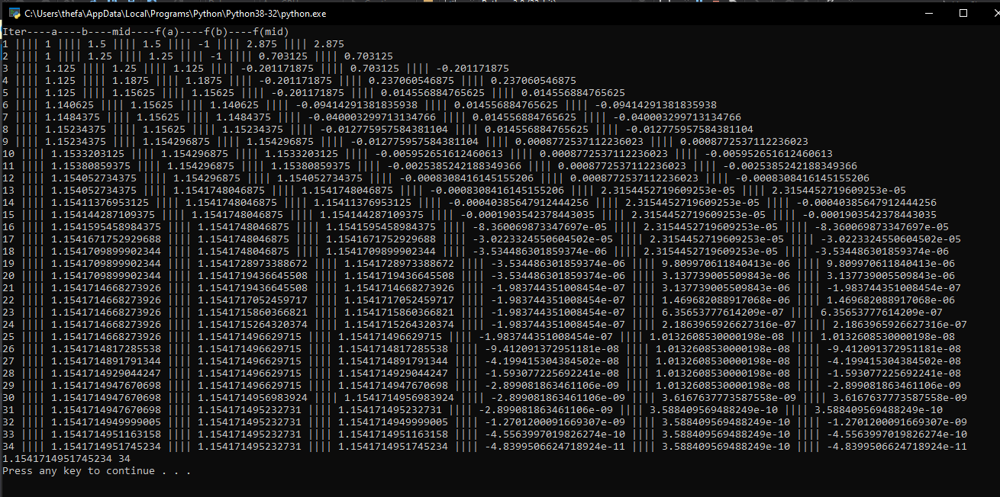 C:\Users\thefa\AppData\Local\Programs\Python\Python38-32\python.exe
Iter----a----b----mid----f(a)----f(b)----f(mid)
1 |||| 1 |||| 1.5 |||| 1.5 |||| -1 |||| 2.875 |||| 2.875
2 |||| 1 |||| 1.25 |||| 1.25 |||| -1 |||| 0.703125 |||| 0.703125
3 |||| 1.125 |||| 1.25 |||| 1.125 |||| -0.201171875 |||| 0.703125 |||| -0.201171875
4 |||| 1.125 |||| 1.1875 |||| 1.1875 |||| -0.201171875 |||| 0.237060546875 |||| 0.237060546875
5 |||| 1.125 |||| 1.15625 |||| 1.15625 |||| -0.201171875 |||| 0.014556884765625 |||| 0.014556884765625
6 |||| 1.140625 |||| 1.15625 |||| 1.140625 |||| -0.09414291381835938 |||| 0.014556884765625 |||| -0.09414291381835938
7 |||| 1.1484375 |||| 1.15625 |||| 1.1484375 |||| -0.040003299713134766 |||| 0.014556884765625 |||| -0.040003299713134766
8 |||| 1.15234375 |||| 1.15625 |||| 1.15234375 |||| -0.012775957584381104 |||| 0.014556884765625 |||| -0.012775957584381104
9 |||| 1.15234375 |||| 1.154296875 |||| 1.154296875 |||| -0.012775957584381104 |||| 0.0008772537112236023 |||| 0.0008772537112236023
10 |||| 1.1533203125 |||| 1.154296875 |||| 1.1533203125 |||| -0.005952651612460613 |||| 0.0008772537112236023 |||| -0.005952651612460613
11 |||| 1.15380859375 |||| 1.154296875 |||| 1.15380859375 |||| -0.0025385242188349366 |||| 0.0008772537112236023 |||| -0.0025385242188349366
12 |||| 1.154052734375 |||| 1.154296875 |||| 1.154052734375 |||| -0.0008308416145155206 |||| 0.0008772537112236023 |||| -0.0008308416145155206
13 |||| 1.154052734375 |||| 1.1541748046875 |||| 1.1541748046875 |||| -0.0008308416145155206 |||| 2.3154452719609253e-05 |||| 2.3154452719609253e-05
14 |||| 1.15411376953125 |||| 1.1541748046875 |||| 1.15411376953125 |||| -0.00040385647912444256 |||| 2.3154452719609253e-05 |||| -0.00040385647912444256
15 |||| 1.154144287109375 |||| 1.1541748046875 |||| 1.154144287109375 |||| -0.0001903542378443035 |||| 2.3154452719609253e-05 |||| -0.0001903542378443035
16 |||| 1.1541595458984375 |||| 1.1541748046875 |||| 1.1541595458984375 |||| -8.360069873347697e-05 |||| 2.3154452719609253e-05 |||| -8.360069873347697e-05
17 |||| 1.1541671752929688 |||| 1.1541748046875 |||| 1.1541671752929688 |||| -3.0223324550604502e-05 |||| 2.3154452719609253e-05 |||| -3.0223324550604502e-05
18 |||| 1.1541709899902344 |||| 1.1541748046875 |||| 1.1541709899902344 |||| -3.534486301859374e-06 |||| 2.3154452719609253e-05 |||| -3.534486301859374e-06
19 |||| 1.1541709899902344 |||| 1.1541728973388672 |||| 1.1541728973388672 |||| -3.534486301859374e-06 |||| 9.809970611840413e-06 |||| 9.809970611840413e-06
20 |||| 1.1541709899902344 |||| 1.1541719436645508 |||| 1.1541719436645508 |||| -3.534486301859374e-06 |||| 3.137739005509843e-06 |||| 3.137739005509843e-06
21 |||| 1.1541714668273926 |||| 1.1541719436645508 |||| 1.1541714668273926 |||| -1.983744351008454e-07 |||| 3.137739005509843e-06 |||| -1.983744351008454e-07
22 |||| 1.1541714668273926 |||| 1.1541717052459717 |||| 1.1541717052459717 |||| -1.983744351008454e-07 |||| 1.469682088917068e-06 |||| 1.469682088917068e-06
23 |||| 1.1541714668273926 |||| 1.1541715860366821 |||| 1.1541715860366821 |||| -1.983744351008454e-07 |||| 6.35653777614209e-07 |||| 6.35653777614209e-07
24 |||| 1.1541714668273926 |||| 1.1541715264320374 |||| 1.1541715264320374 |||| -1.983744351008454e-07 |||| 2.1863965926627316e-07 |||| 2.1863965926627316e-07
25 |||| 1.1541714668273926 |||| 1.154171496629715 |||| 1.154171496629715 |||| -1.983744351008454e-07 |||| 1.0132608530000198e-08 |||| 1.0132608530000198e-08
26 |||| 1.1541714817285538 |||| 1.154171496629715 |||| 1.1541714817285538 |||| -9.412091372951181e-08 |||| 1.0132608530000198e-08 |||| -9.412091372951181e-08
27 |||| 1.1541714891791344 |||| 1.154171496629715 |||| 1.1541714891791344 |||| -4.199415304384502e-08 |||| 1.0132608530000198e-08 |||| -4.199415304384502e-08
28 |||| 1.1541714929044247 |||| 1.154171496629715 |||| 1.1541714929044247 |||| -1.593077225692241e-08 |||| 1.0132608530000198e-08 |||| -1.593077225692241e-08
29 |||| 1.1541714947670698 |||| 1.154171496629715 |||| 1.1541714947670698 |||| -2.899081863461106e-09 |||| 1.0132608530000198e-08 |||| -2.899081863461106e-09
30 |||| 1.1541714947670698 |||| 1.1541714956983924 |||| 1.1541714956983924 |||| -2.899081863461106e-09 |||| 3.6167637773587558e-09 |||| 3.6167637773587558e-09
31 |||| 1.1541714947670698 |||| 1.154171495232731 |||| 1.154171495232731 |||| -2.899081863461106e-09 |||| 3.588409569488249e-10 |||| 3.588409569488249e-10
32 |||| 1.1541714949999005 |||| 1.154171495232731 |||| 1.1541714949999005 |||| -1.2701200091669307e-09 |||| 3.588409569488249e-10 |||| -1.2701200091669307e-09
33 |||| 1.1541714951163158 |||| 1.154171495232731 |||| 1.1541714951163158 |||| -4.556399701982​6274e-10 |||| 3.588409569488249e-10 |||| -4.5563997019826274e-10
34 |||| 1.1541714951745234 |||| 1.154171495232731 |||| 1.1541714951745234 |||| -4.8399506624718924e-11 |||| 3.588409569488249e-10 |||| -4.8399506624718924e-11
1.1541714951745234 34
Press any key to continue . . .